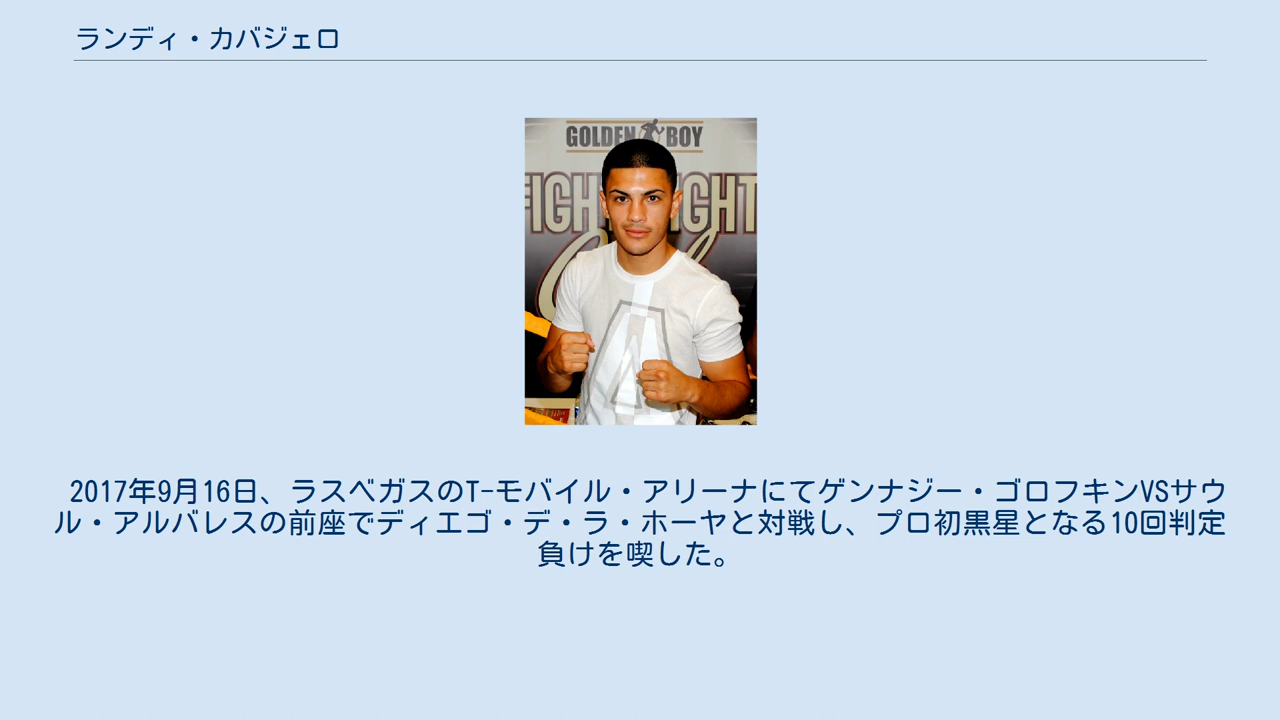 ランディ・カバジェロ
GOLDEN BOY
FIGHT NIGHT
2017年9月16日、ラスベガスのT-モバイル・アリーナにてゲンナジー・ゴロフキンVSサウ
ル・アルバレスの前座でディエゴ・デ・ラ・ホーヤと対戦し、プロ初黒星となる10回判定
負けを喫した。